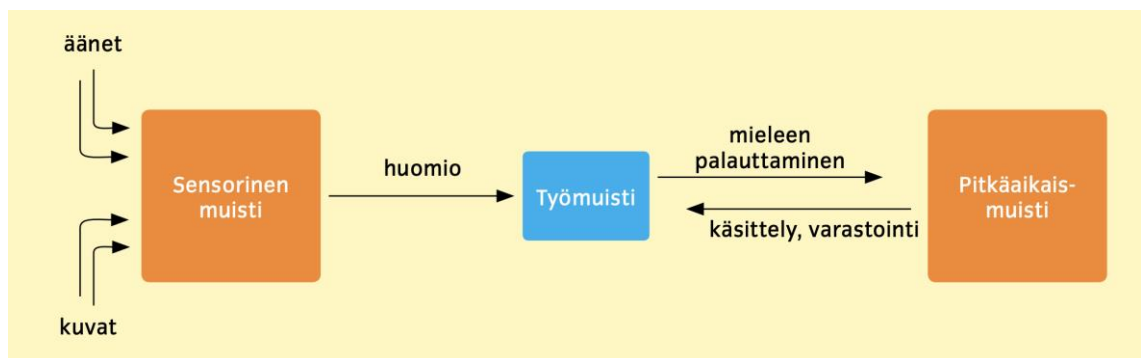 äänet
Sensorinen
muisti
kuvat
huomio
Työmuisti
mieleen
palauttaminen
käsittely, varastointi
Pitkäaikais-
muisti